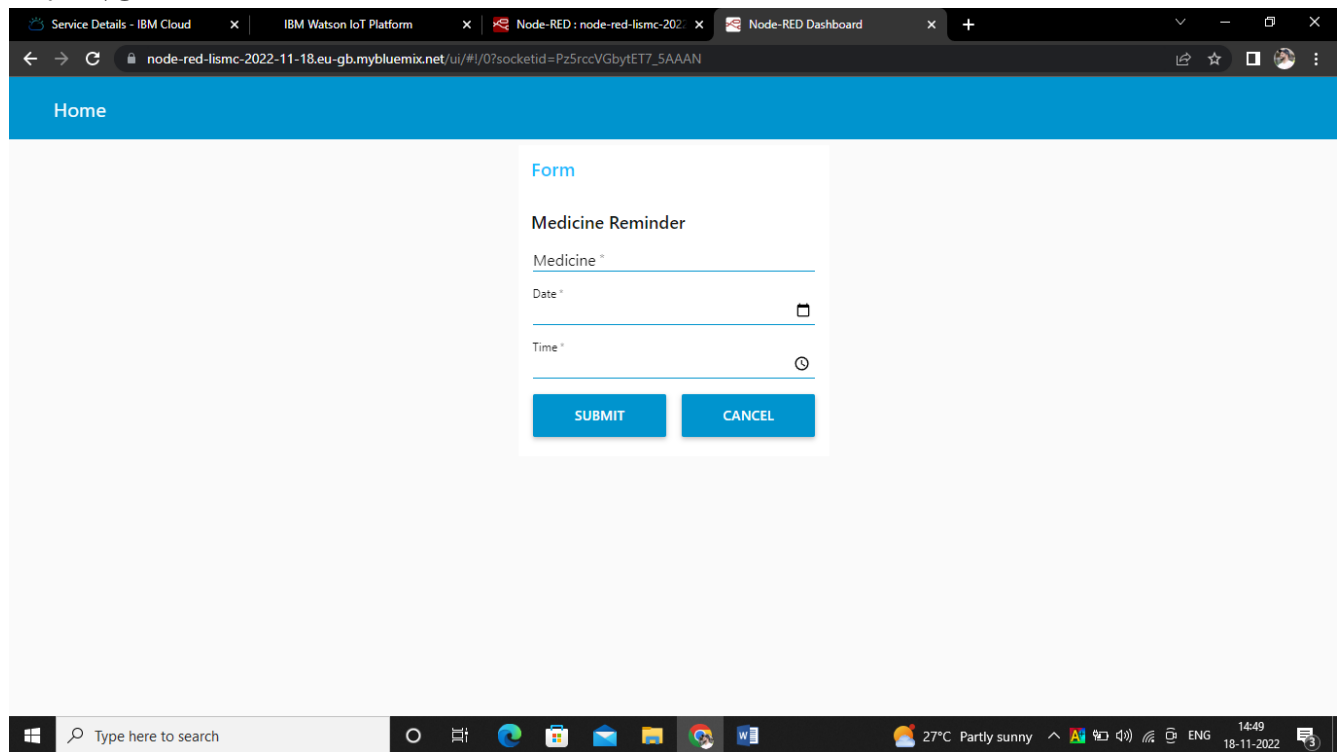 Service Details - IBM Cloud
IBM Watson IoT Platform
Node-RED : node-red-lismc-202
Node-RED Dashboard
node-red-lismc-2022-11-18.eu-gb.mybluemix.net/ui/#!/0?socketid=Pz5rccVGbytET7_5AAAN
Home
Form
Medicine Reminder
Medicine *
Date *
Time *
SUBMIT CANCEL
Type here to search
27°C Partly sunny
ENG
14:49
18-11-2022
3